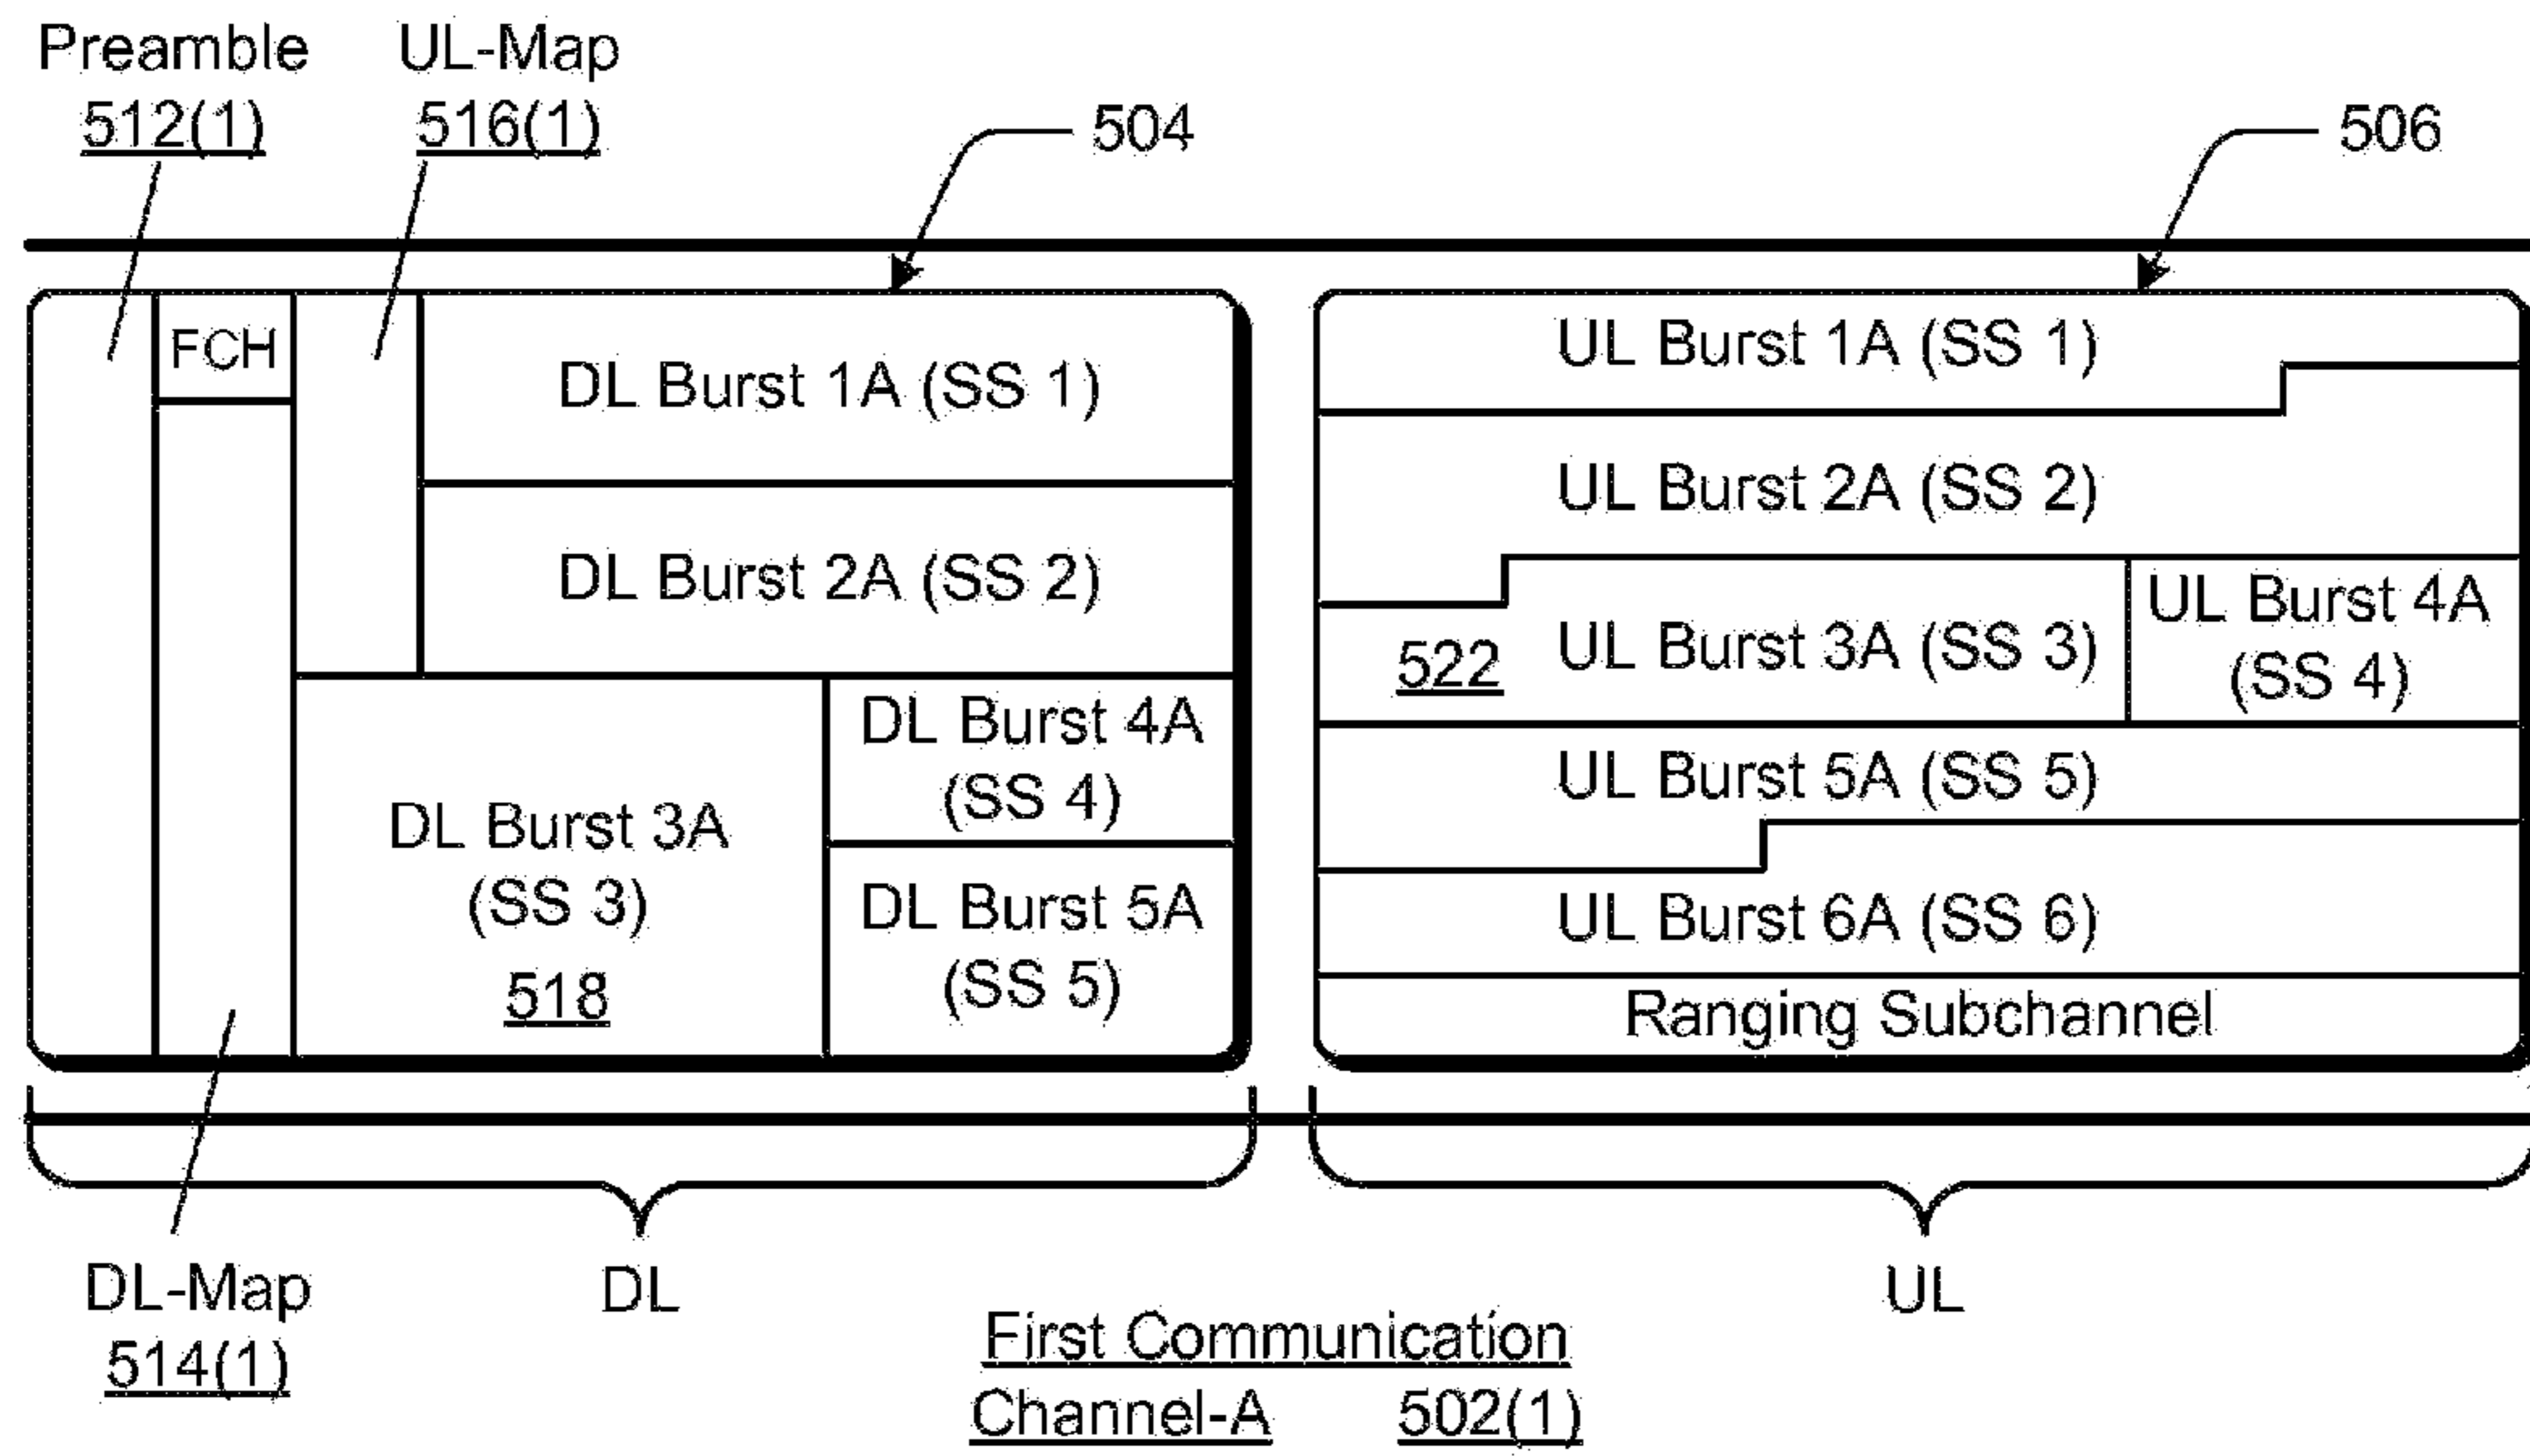 Preamble
512(1)
UL-Map
516(1)
504
506
FCH
DL Burst 1A (SS 1)
DL Burst 2A (SS 2)
DL Burst 3A
(SS 3)
518
DL Burst 4A
(SS 4)
DL Burst 5A
(SS 5)
UL Burst 1A (SS 1)
UL Burst 2A (SS 2)
522
UL Burst 3A (SS 3)
UL Burst 4A
(SS 4)
UL Burst 5A (SS 5)
UL Burst 6A (SS 6)
Ranging Subchannel
DL-Map
514(1)
DL
UL
First Communication
Channel-A 502(1)